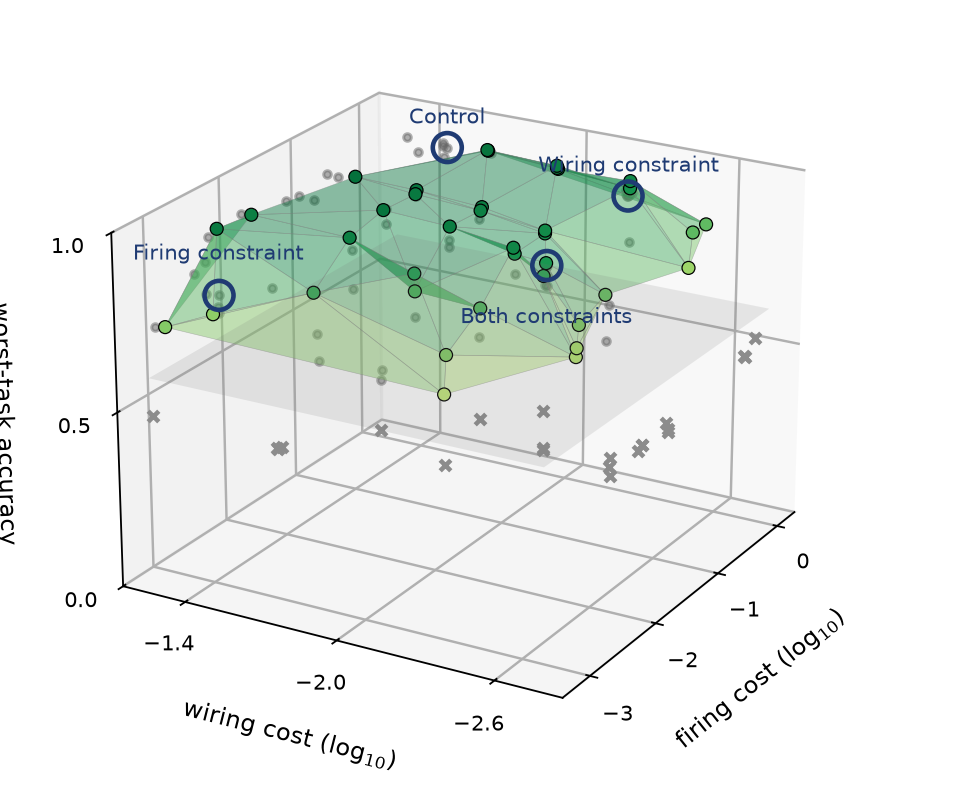 Control
Wiring constraint
Firing constraint
Both constraints
1.0
0.5
0.0
worst-task accuracy
−1.4
−2.0
−2.6
wiring cost (log₁₀)
0
−1
−2
−3
firing cost (log₁₀)